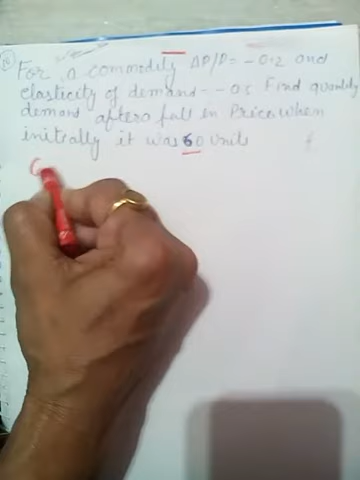 For a commodity ΔP/P = -0.2 and
elasticity of demand = -0.5 Find quantity
demand after a fall in Price when
initially it was 60 units